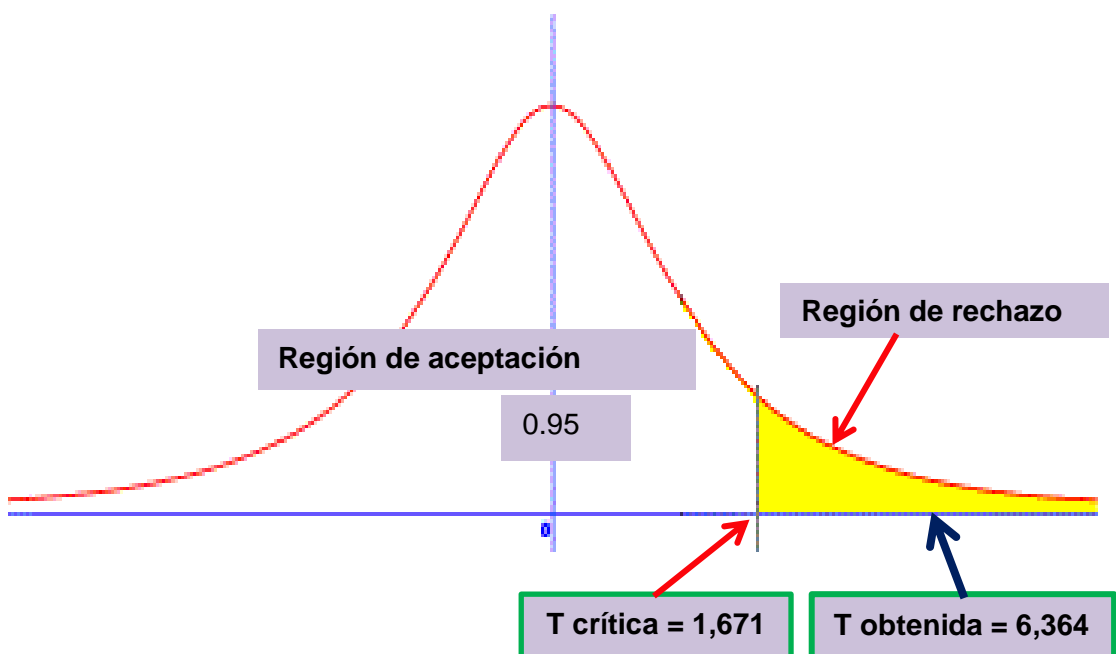 Región de rechazo
Región de aceptación
0.95
0
T crítica = 1,671
T obtenida = 6,364